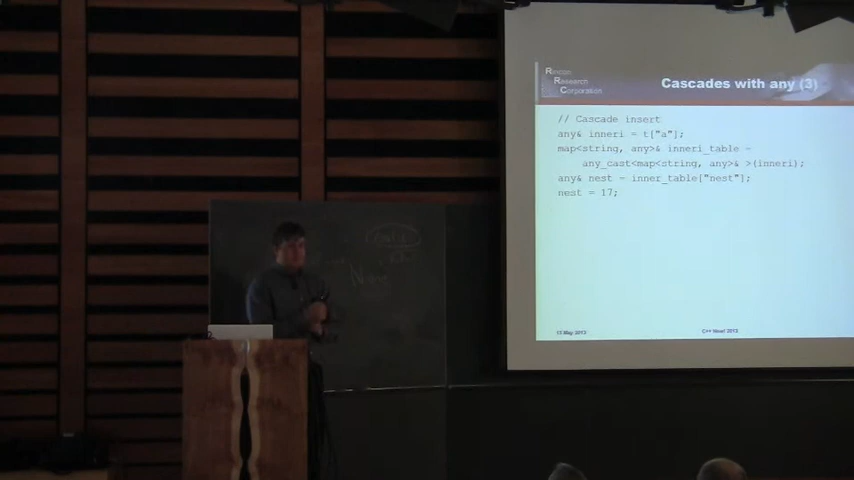 Rincon
Research
Corporation
Cascades with any (3)
// Cascade insert
any& inneri = t["a"];
map<string, any>& inneri_table =
any_cast<map<string, any>& >(inneri);
any& nest = inner_table["nest"];
nest = 17;
C++ Now! 2013